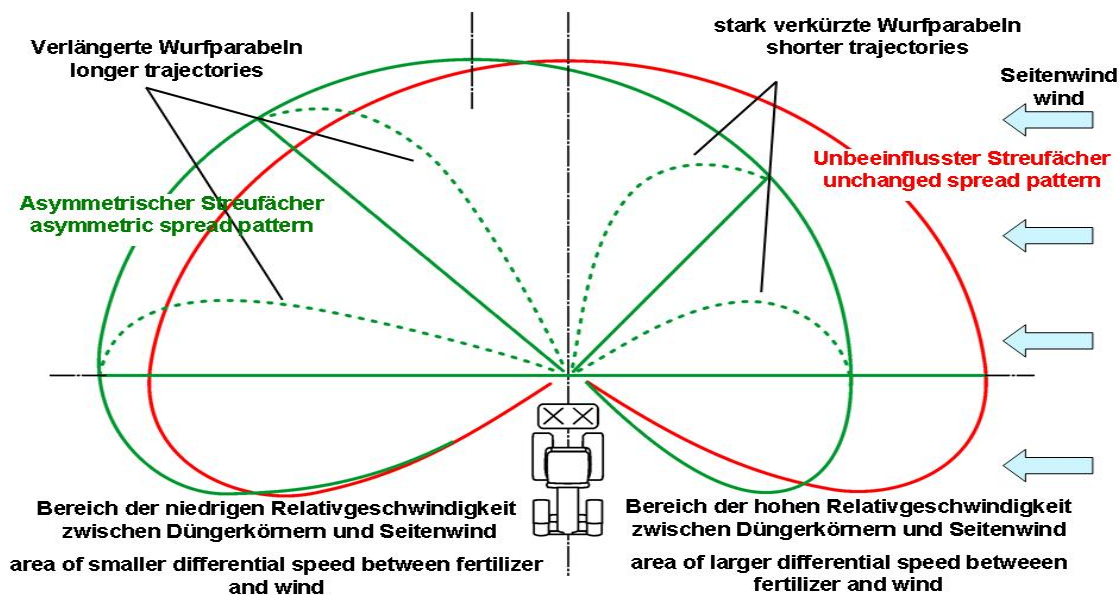 Verlängerte Wurfparabeln
longer trajectories
stark verkürzte Wurfparabeln
shorter trajectories
Seitenwind
wind
Unbeeinflusster Streufächer
unchanged spread pattern
Asymmetrischer Streufächer
asymmetric spread pattern
Bereich der niedrigen Relativgeschwindigkeit
zwischen Düngerkörnern und Seitenwind
area of smaller differential speed between fertilizer
and wind
Bereich der hohen Relativgeschwindigkeit
zwischen Düngerkörnern und Seitenwind
area of larger differential speed betweeen
fertilizer and wind